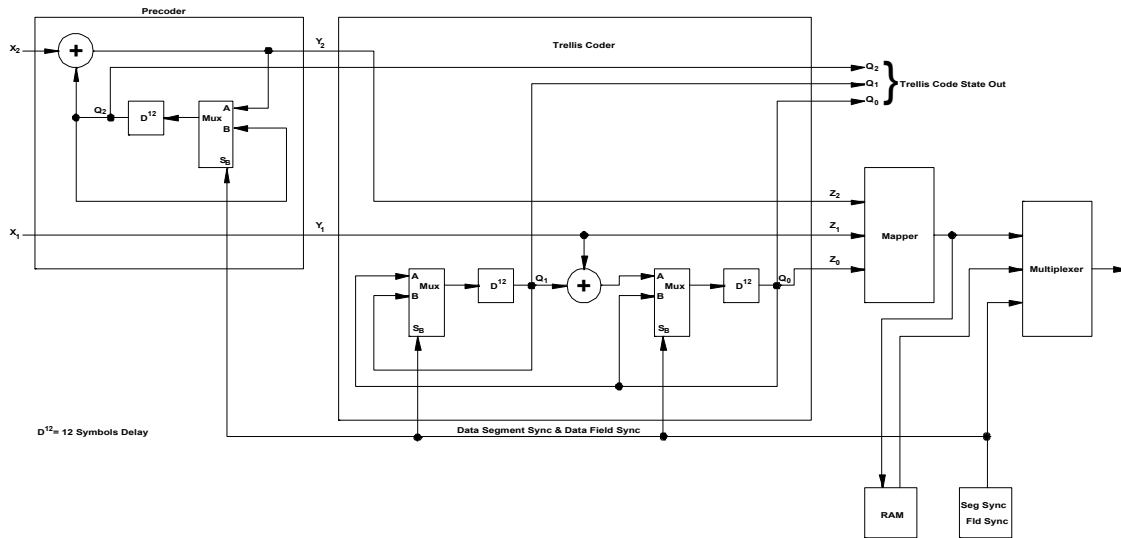 Precoder
X2
Y2
Trellis Coder
Q2
Q1
Q0
Trellis Code State Out
Q2
D12
Mux
A
B
SB
Z2
X1
Y1
Z1
Z0
Mapper
Multiplexer
A
B
Mux
SB
D12
Q1
A
B
Mux
SB
D12
Q0
D12= 12 Symbols Delay
Data Segment Sync & Data Field Sync
RAM
Seg Sync
Fld Sync